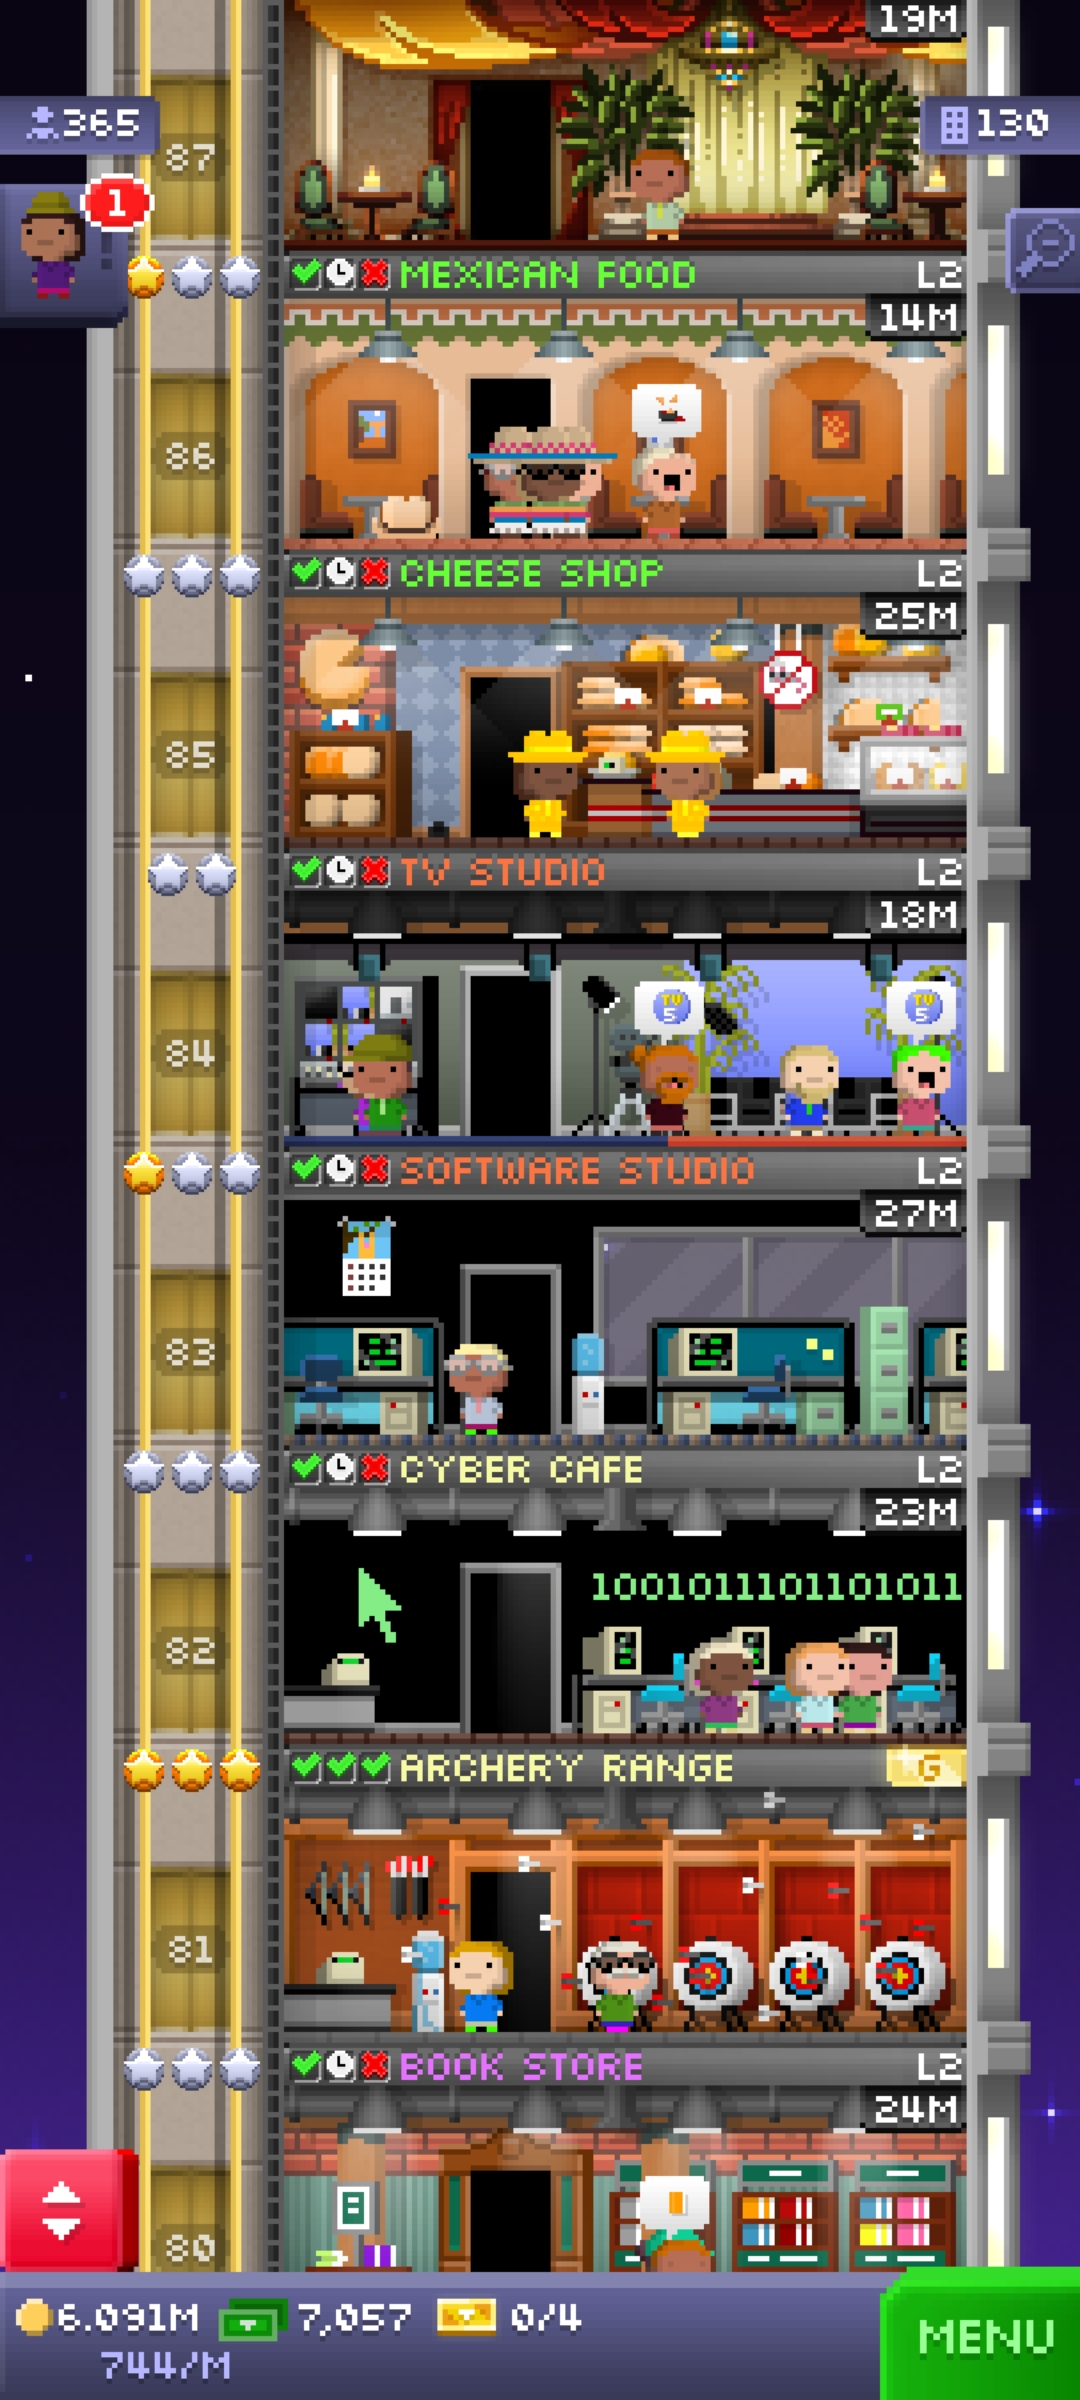 19M
365
130
87
1
MEXICAN FOOD L2
14M
86
CHEESE SHOP L2
25M
85
TV STUDIO L2
18M
TV 5
TV 5
84
SOFTWARE STUDIO L2
27M
83
CYBER CAFE L2
23M
1001011101101011
82
ARCHERY RANGE G
81
BOOK STORE L2
24M
80
6.091M 7,057 0/4
744/M
MENU